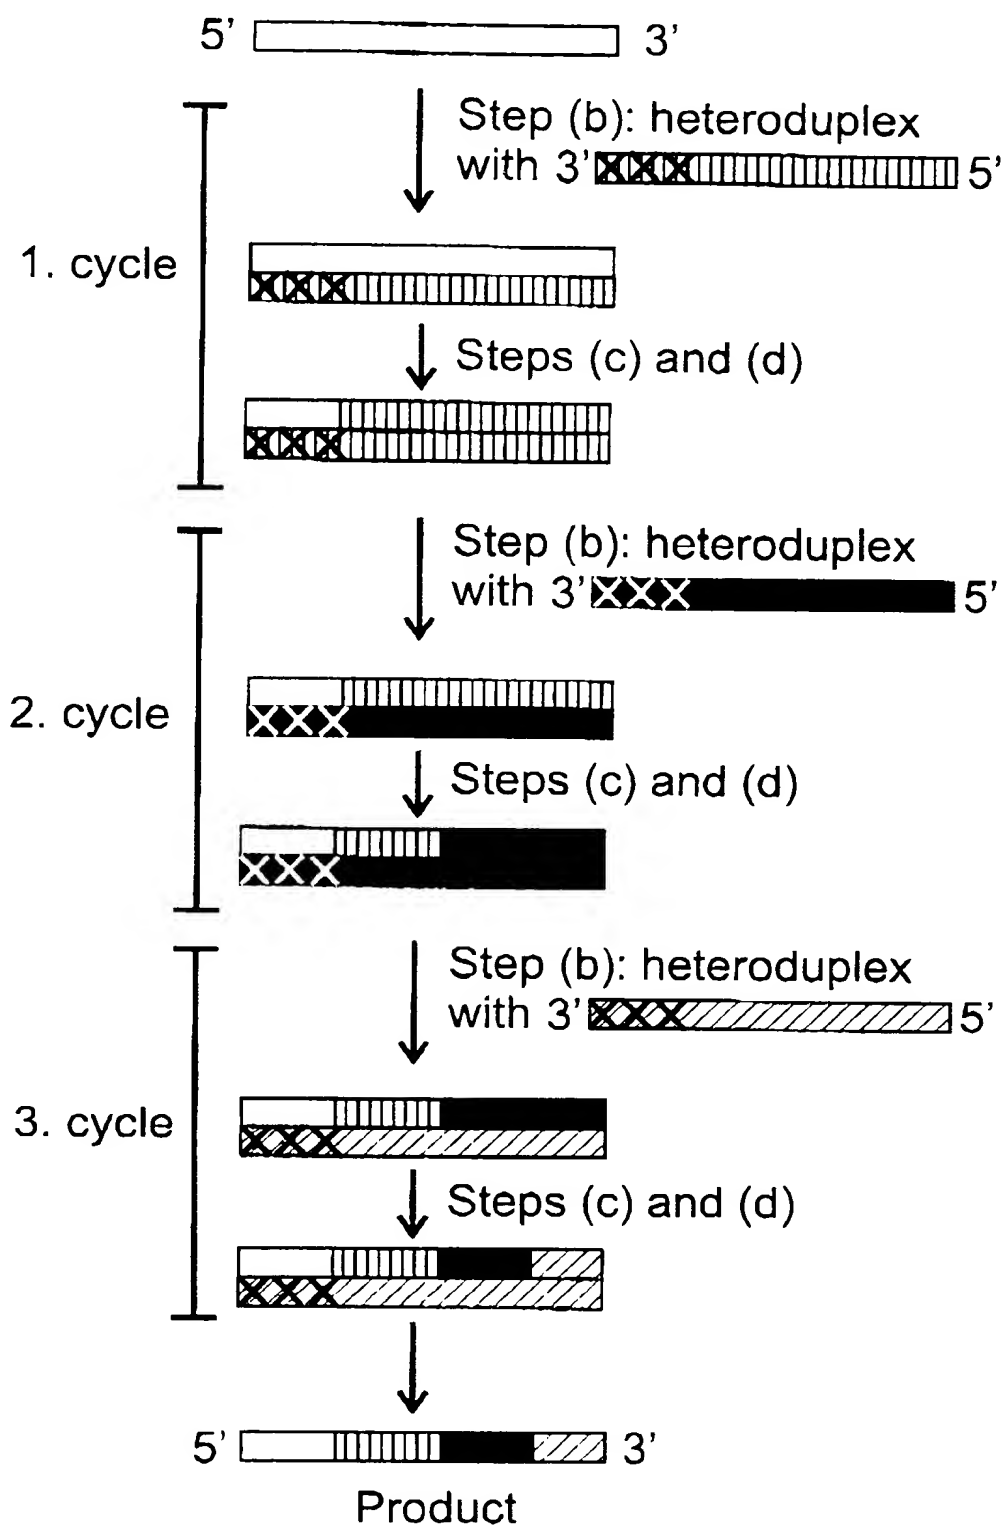 5' 3'
Step (b): heteroduplex
with 3' 5'
1. cycle
Steps (c) and (d)
Step (b): heteroduplex
with 3' 5'
2. cycle
Steps (c) and (d)
Step (b): heteroduplex
with 3' 5'
3. cycle
Steps (c) and (d)
5' 3'
Product